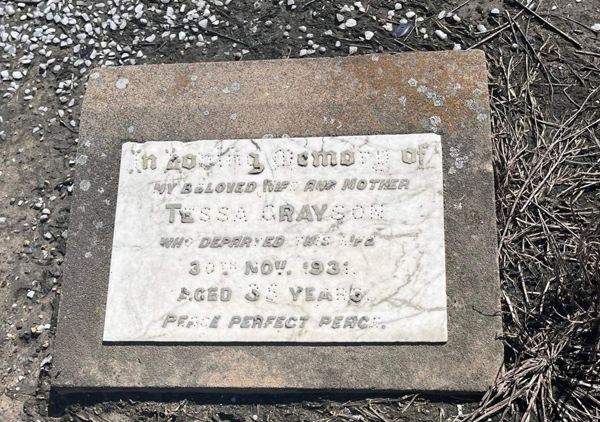 In Loving Memory of
MY BELOVED WIFE AND MOTHER
TESSA GRAYSON
WHO DEPARTED THIS LIFE
30TH NOV. 1931.
AGED YEARS.
PEACE PERFECT PEACE.